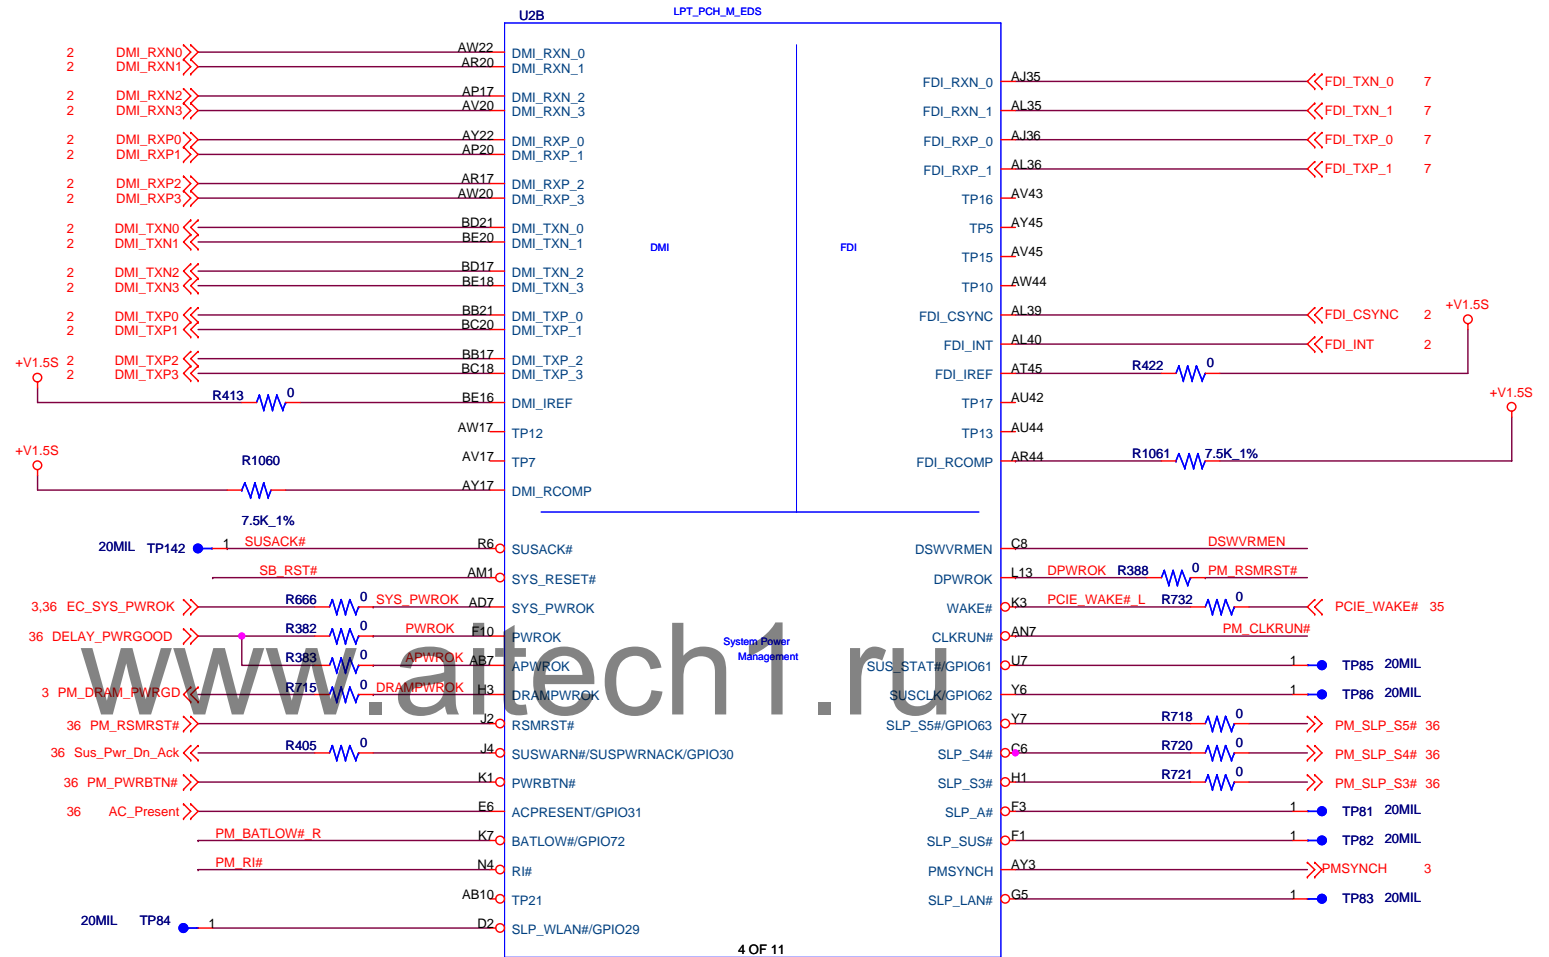 U2B LPT_PCH_M_EDS
2 DMI_RXN0 AW22 DMI_RXN_0
2 DMI_RXN1 AR20 DMI_RXN_1
FDI_RXN_0 AJ35 FDI_TXN_0 7
2 DMI_RXN2 AP17 DMI_RXN_2
2 DMI_RXN3 AV20 DMI_RXN_3
FDI_RXN_1 AL35 FDI_TXN_1 7
2 DMI_RXP0 AY22 DMI_RXP_0
FDI_RXP_0 AJ36 FDI_TXP_0 7
2 DMI_RXP1 AP20 DMI_RXP_1
FDI_RXP_1 AL36 FDI_TXP_1 7
2 DMI_RXP2 AR17 DMI_RXP_2
2 DMI_RXP3 AW20 DMI_RXP_3
TP16 AV43
2 DMI_TXN0 BD21 DMI_TXN_0
TP5 AY45
2 DMI_TXN1 BE20 DMI_TXN_1
DMI FDI
TP15 AV45
2 DMI_TXN2 BD17 DMI_TXN_2
2 DMI_TXN3 BE18 DMI_TXN_3
TP10 AW44
2 DMI_TXP0 BB21 DMI_TXP_0
FDI_CSYNC AL39 FDI_CSYNC 2 +V1.5S
2 DMI_TXP1 BC20 DMI_TXP_1
FDI_INT AL40 FDI_INT 2
+V1.5S 2 DMI_TXP2 BB17 DMI_TXP_2
2 DMI_TXP3 BC18 DMI_TXP_3
FDI_IREF AT45 R422 0
R413 0 BE16 DMI_IREF
TP17 AU42 +V1.5S
AW17 TP12
TP13 AU44
+V1.5S R1060 AV17 TP7
FDI_RCOMP AR44 R1061 7.5K_1%
AY17 DMI_RCOMP
7.5K_1%
20MIL TP142 1 SUSACK# R6 SUSACK#
DSWVRMEN C8 DSWVRMEN
SB_RST# AM1 SYS_RESET#
DPWROK L13 DPWROK R388 0 PM_RSMRST#
3,36 EC_SYS_PWROK R666 0 SYS_PWROK AD7 SYS_PWROK
WAKE# K3 PCIE_WAKE#_L R732 0 PCIE_WAKE# 35
36 DELAY_PWRGOOD R382 0 PWROK F10 PWROK
System Power
Management
CLKRUN# AN7 PM_CLKRUN#
R383 0 APWROK AB7 APWROK
SUS_STAT#/GPIO61 U7 1 TP85 20MIL
3 PM_DRAM_PWRGD R715 0 DRAMPWROK H3 DRAMPWROK
SUSCLK/GPIO62 Y6 1 TP86 20MIL
www.aitech1.ru
36 PM_RSMRST# J2 RSMRST#
SLP_S5#/GPIO63 Y7 R718 0 PM_SLP_S5# 36
36 Sus_Pwr_Dn_Ack R405 0 J4 SUSWARN#/SUSPWRNACK/GPIO30
SLP_S4# C6 R720 0 PM_SLP_S4# 36
36 PM_PWRBTN# K1 PWRBTN#
SLP_S3# H1 R721 0 PM_SLP_S3# 36
36 AC_Present E6 ACPRESENT/GPIO31
SLP_A# F3 1 TP81 20MIL
PM_BATLOW#_R K7 BATLOW#/GPIO72
SLP_SUS# F1 1 TP82 20MIL
PM_RI# N4 RI#
PMSYNCH AY3 PMSYNCH 3
AB10 TP21
SLP_LAN# G5 1 TP83 20MIL
20MIL TP84 1 D2 SLP_WLAN#/GPIO29
4 OF 11